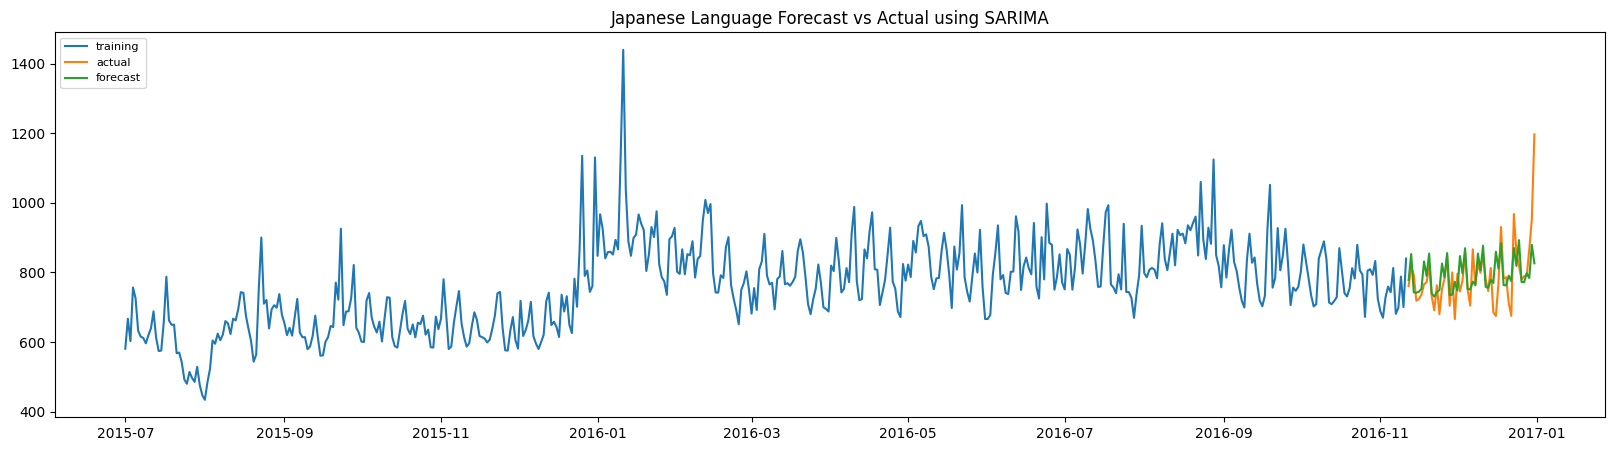 Japanese Language Forecast vs Actual using SARIMA
training
actual
forecast
1400
1200
1000
800
600
400
2015-07 2015-09 2015-11 2016-01 2016-03 2016-05 2016-07 2016-09 2016-11 2017-01